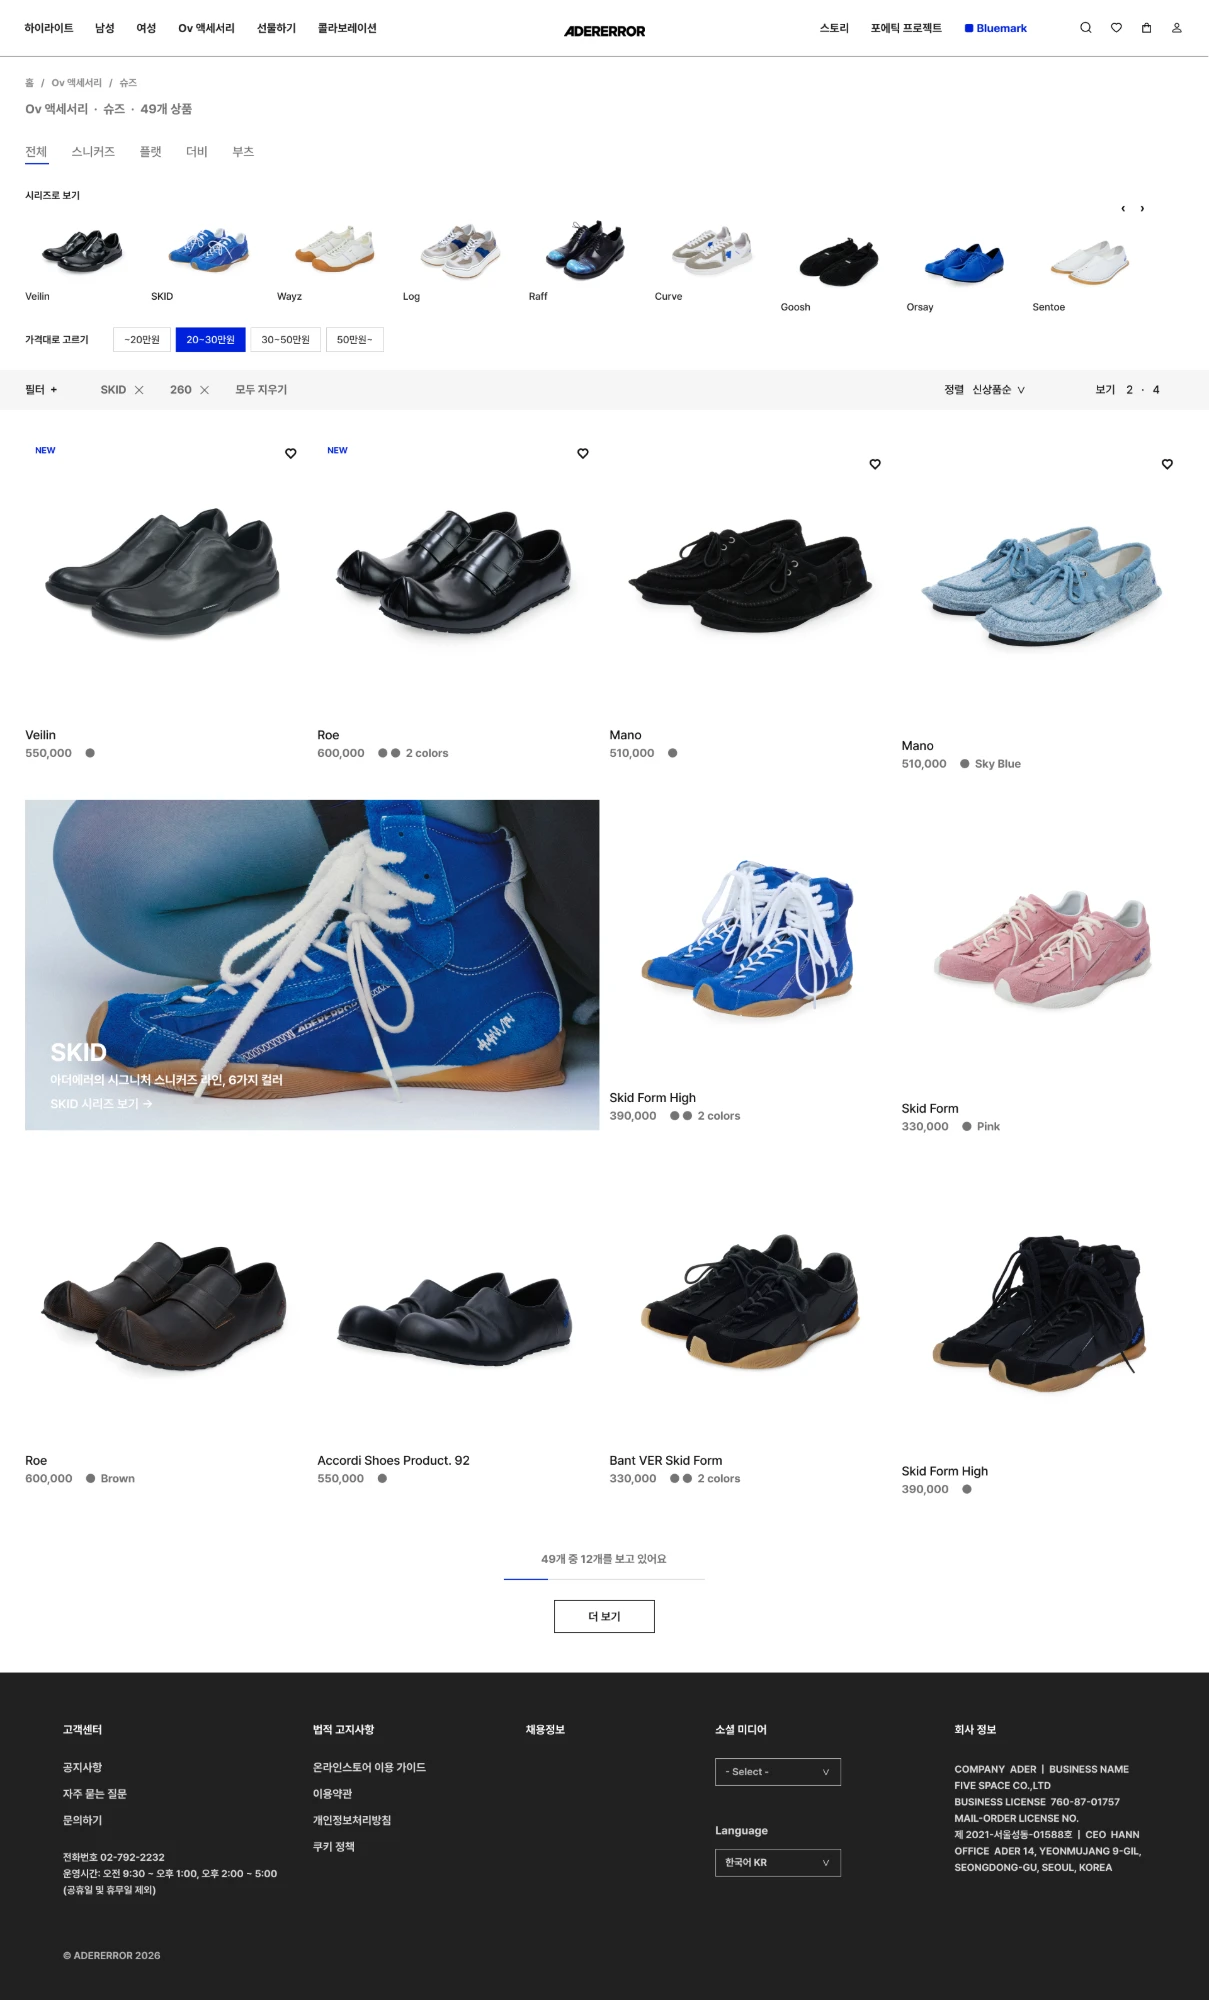 하이라이트 남성 여성 Ov 액세서리 선물하기 콜라보레이션 ADERERROR 스토리 포에틱 프로젝트 Bluemark
홈 / Ov 액세서리 / 슈즈
Ov 액세서리 · 슈즈 · 49개 상품
전체 스니커즈 플랫 더비 부츠
시리즈로 보기
‹ ›
Veilin SKID Wayz Log Raff Curve Goosh Orsay Sentoe
가격대로 고르기 ~20만원 20~30만원 30~50만원 50만원~
필터 + SKID × 260 × 모두 지우기 정렬 신상품순 ∨ 보기 2 · 4
NEW NEW
Veilin
550,000
Roe
600,000 2 colors
Mano
510,000
Mano
510,000 Sky Blue
ADERERROR
SKID
아더에러의 시그니처 스니커즈 라인, 6가지 컬러
SKID 시리즈 보기 →
Skid Form High
390,000 2 colors
Skid Form
330,000 Pink
Roe
600,000 Brown
Accordi Shoes Product. 92
550,000
Bant VER Skid Form
330,000 2 colors
Skid Form High
390,000
49개 중 12개를 보고 있어요
더 보기
고객센터
공지사항
자주 묻는 질문
문의하기
전화번호 02-792-2232
운영시간: 오전 9:30 ~ 오후 1:00, 오후 2:00 ~ 5:00
(공휴일 및 휴무일 제외)
법적 고지사항
온라인스토어 이용 가이드
이용약관
개인정보처리방침
쿠키 정책
채용정보
소셜 미디어
- Select - ∨
Language
한국어 KR ∨
회사 정보
COMPANY ADER | BUSINESS NAME
FIVE SPACE CO.,LTD
BUSINESS LICENSE 760-87-01757
MAIL-ORDER LICENSE NO.
제 2021-서울성동-01588호 | CEO HANN
OFFICE ADER 14, YEONMUJANG 9-GIL,
SEONGDONG-GU, SEOUL, KOREA
© ADERERROR 2026